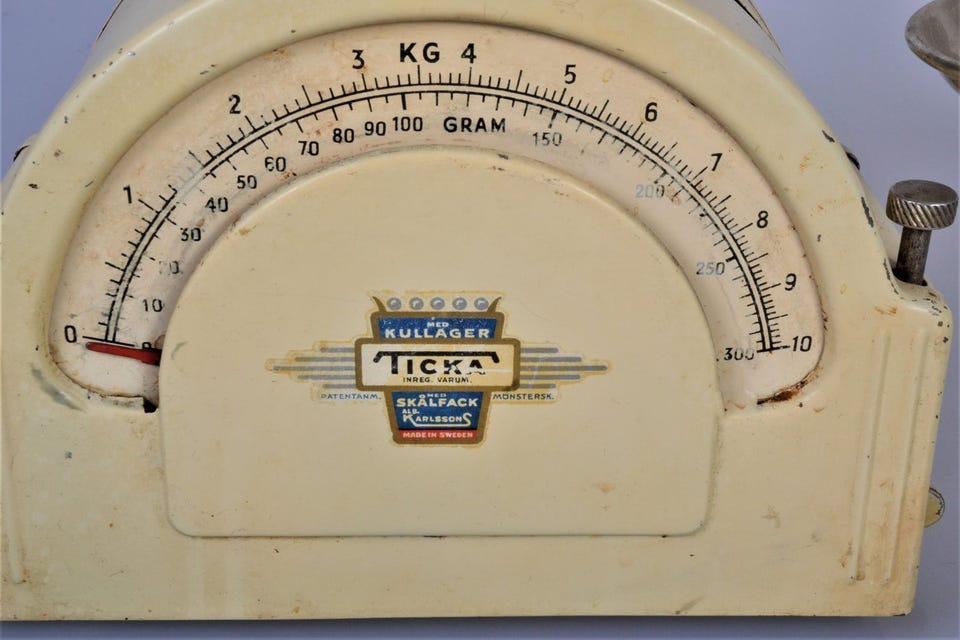 KG
0 1 2 3 4 5 6 7 8 9 10
GRAM
10 20 30 40 50 60 70 80 90 100 150 200 250 300
MED
KULLAGER
TICKA
INREG. VARUM.
PATENTANM. MED MÖNSTERSK.
SKÅLFACK
ALB.
KARLSSONS
MADE IN SWEDEN